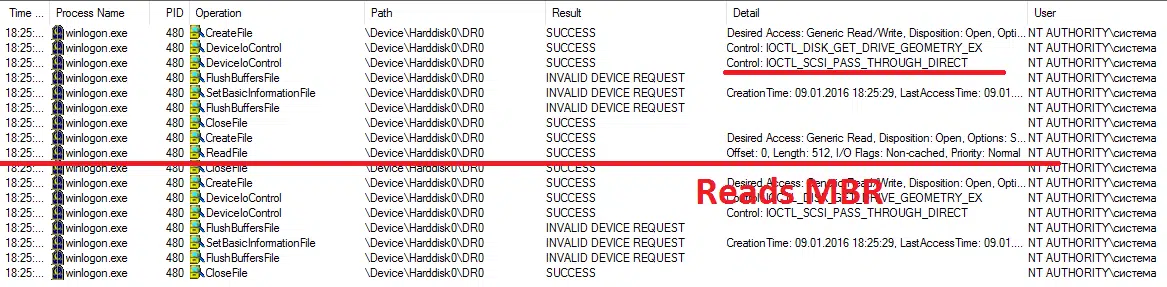 Time ... Process Name PID Operation Path Result Detail User
18:25:... winlogon.exe 480 CreateFile \Device\Harddisk0\DR0 SUCCESS Desired Access: Generic Read/Write, Disposition: Open, Opti... NT AUTHORITY\система
18:25:... winlogon.exe 480 DeviceIoControl \Device\Harddisk0\DR0 SUCCESS Control: IOCTL_DISK_GET_DRIVE_GEOMETRY_EX NT AUTHORITY\система
18:25:... winlogon.exe 480 DeviceIoControl \Device\Harddisk0\DR0 SUCCESS Control: IOCTL_SCSI_PASS_THROUGH_DIRECT NT AUTHORITY\система
18:25:... winlogon.exe 480 FlushBuffersFile \Device\Harddisk0\DR0 INVALID DEVICE REQUEST NT AUTHORITY\система
18:25:... winlogon.exe 480 SetBasicInformationFile \Device\Harddisk0\DR0 INVALID DEVICE REQUEST CreationTime: 09.01.2016 18:25:29, LastAccessTime: 09.01.... NT AUTHORITY\система
18:25:... winlogon.exe 480 FlushBuffersFile \Device\Harddisk0\DR0 INVALID DEVICE REQUEST NT AUTHORITY\система
18:25:... winlogon.exe 480 CloseFile \Device\Harddisk0\DR0 SUCCESS NT AUTHORITY\система
18:25:... winlogon.exe 480 CreateFile \Device\Harddisk0\DR0 SUCCESS Desired Access: Generic Read, Disposition: Open, Options: S... NT AUTHORITY\система
18:25:... winlogon.exe 480 ReadFile \Device\Harddisk0\DR0 SUCCESS Offset: 0, Length: 512, I/O Flags: Non-cached, Priority: Normal NT AUTHORITY\система
18:25:... winlogon.exe 480 CloseFile \Device\Harddisk0\DR0 SUCCESS NT AUTHORITY\система
18:25:... winlogon.exe 480 CreateFile \Device\Harddisk0\DR0 SUCCESS Desired Access: Generic Read/Write, Disposition: Open, Opti... NT AUTHORITY\система
Reads MBR
18:25:... winlogon.exe 480 DeviceIoControl \Device\Harddisk0\DR0 SUCCESS Control: IOCTL_DISK_GET_DRIVE_GEOMETRY_EX NT AUTHORITY\система
18:25:... winlogon.exe 480 DeviceIoControl \Device\Harddisk0\DR0 SUCCESS Control: IOCTL_SCSI_PASS_THROUGH_DIRECT NT AUTHORITY\система
18:25:... winlogon.exe 480 FlushBuffersFile \Device\Harddisk0\DR0 INVALID DEVICE REQUEST NT AUTHORITY\система
18:25:... winlogon.exe 480 SetBasicInformationFile \Device\Harddisk0\DR0 INVALID DEVICE REQUEST CreationTime: 09.01.2016 18:25:29, LastAccessTime: 09.01.... NT AUTHORITY\система
18:25:... winlogon.exe 480 FlushBuffersFile \Device\Harddisk0\DR0 INVALID DEVICE REQUEST NT AUTHORITY\система
18:25:... winlogon.exe 480 CloseFile \Device\Harddisk0\DR0 SUCCESS NT AUTHORITY\система